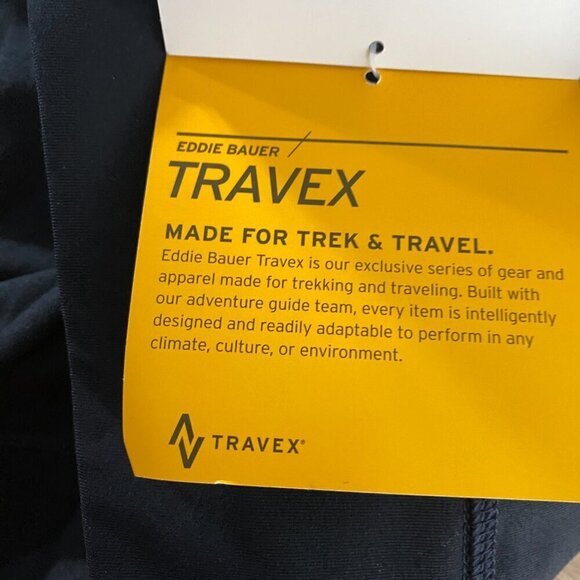 EDDIE BAUER
TRAVEX
MADE FOR TREK & TRAVEL.
Eddie Bauer Travex is our exclusive series of gear and
apparel made for trekking and traveling. Built with
our adventure guide team, every item is intelligently
designed and readily adaptable to perform in any
climate, culture, or environment.
TRAVEX®